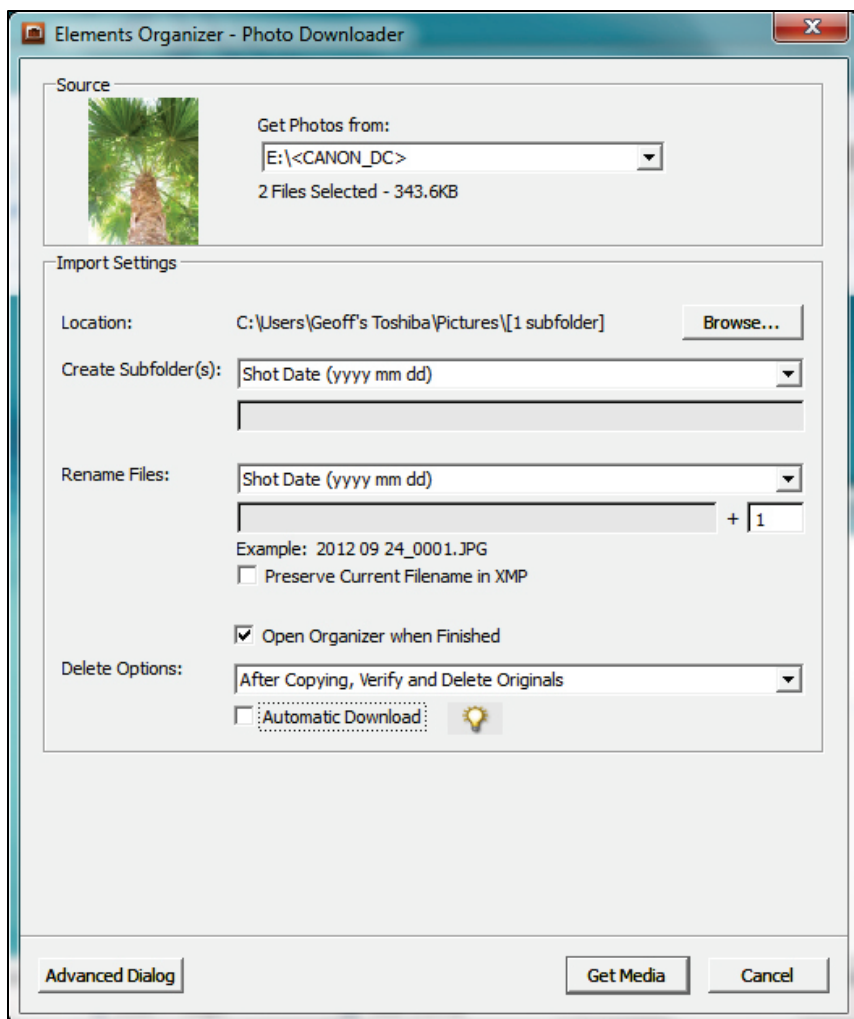 Elements Organizer - Photo Downloader
Source
Get Photos from:
E:\<CANON_DC>
2 Files Selected - 343.6KB
Import Settings
Location: C:\Users\Geoff's Toshiba\Pictures\[1 subfolder] Browse...
Create Subfolder(s): Shot Date (yyyy mm dd)
Rename Files: Shot Date (yyyy mm dd)
+ 1
Example: 2012 09 24_0001.JPG
Preserve Current Filename in XMP
Open Organizer when Finished
Delete Options: After Copying, Verify and Delete Originals
Automatic Download
Advanced Dialog Get Media Cancel